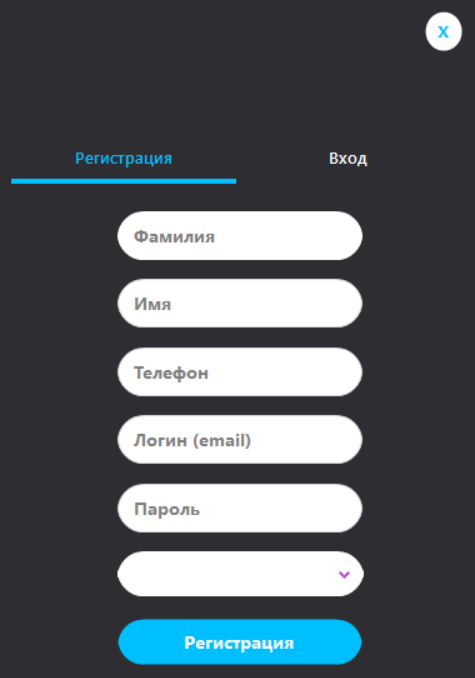 X
Регистрация
Вход
Фамилия
Имя
Телефон
Логин (email)
Пароль
Регистрация